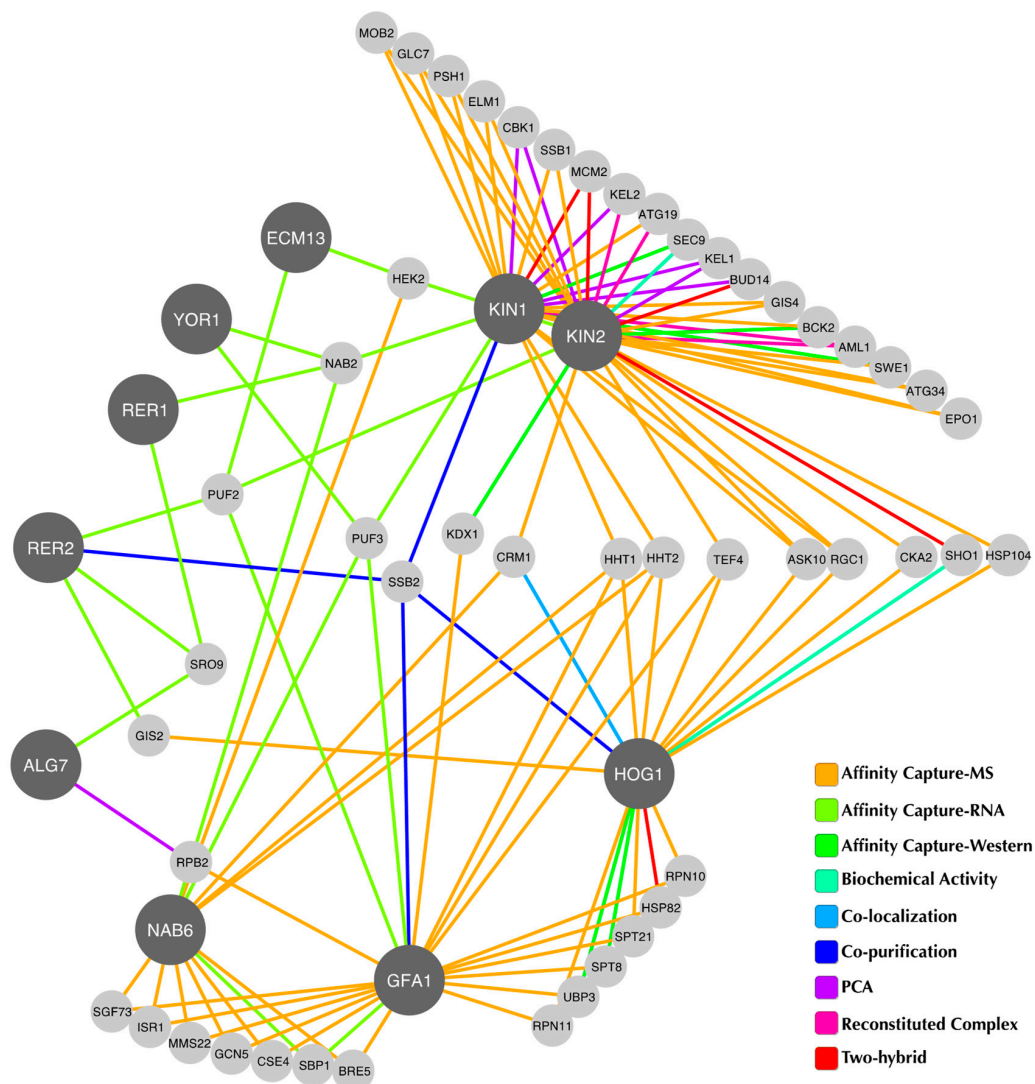 MOB2
GLC7
PSH1
ELM1
CBK1
SSB1
MCM2
KEL2
ATG19
SEC9
KEL1
BUD14
GIS4
BCK2
AML1
SWE1
ATG34
EPO1
ECM13
HEK2
KIN1
KIN2
YOR1
NAB2
RER1
PUF2
RER2
PUF3
KDX1
CRM1
HHT1
HHT2
TEF4
ASK10
RGC1
CKA2
SHO1
HSP104
SSB2
SRO9
GIS2
ALG7
HOG1
RPB2
NAB6
GFA1
RPN10
HSP82
SPT21
SPT8
UBP3
RPN11
SGF73
ISR1
MMS22
GCN5
CSE4
SBP1
BRE5
Affinity Capture-MS
Affinity Capture-RNA
Affinity Capture-Western
Biochemical Activity
Co-localization
Co-purification
PCA
Reconstituted Complex
Two-hybrid